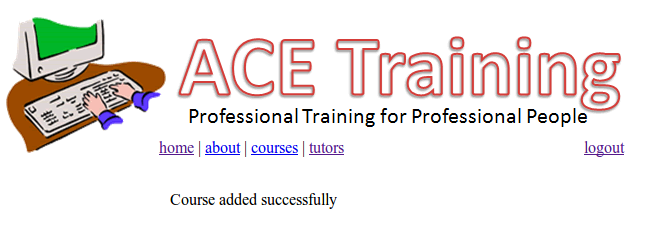 ACE Training
Professional Training for Professional People
home | about | courses | tutors logout
Course added successfully